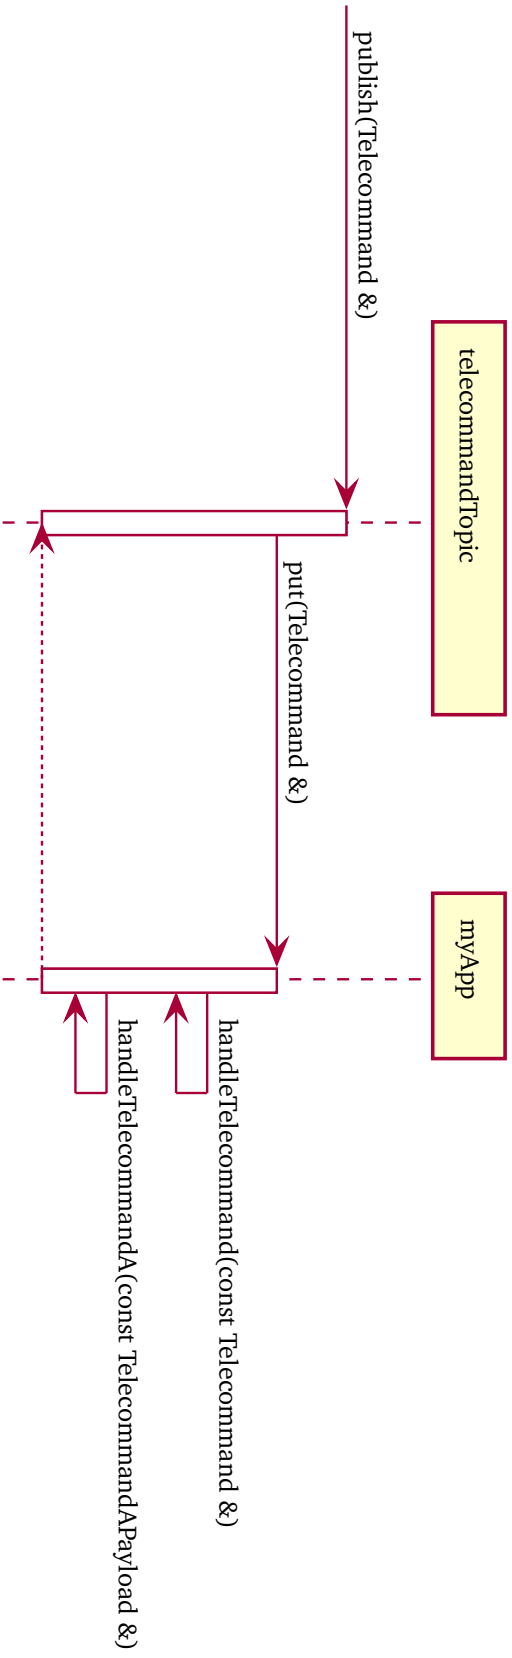 telecommandTopic
myApp
publish(Telecommand &)
put(Telecommand &)
handleTelecommand(const Telecommand &)
handleTelecommandA(const TelecommandAPayload &)